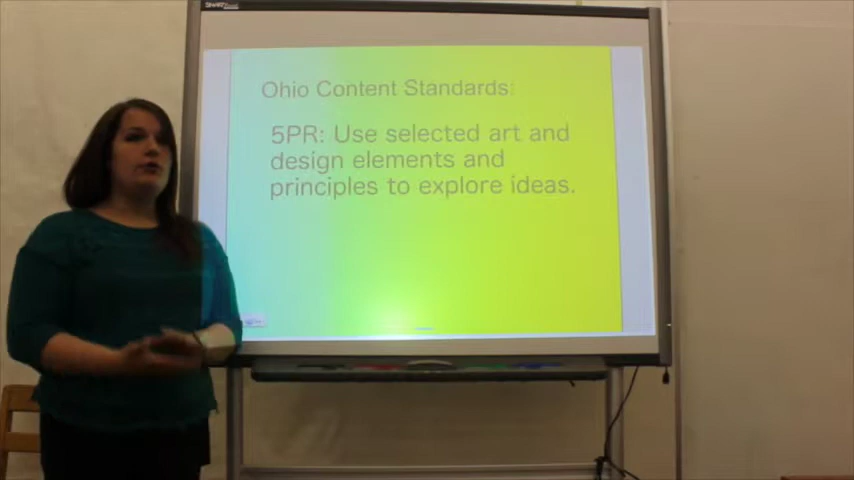 Ohio Content Standards:
5PR: Use selected art and
design elements and
principles to explore ideas.